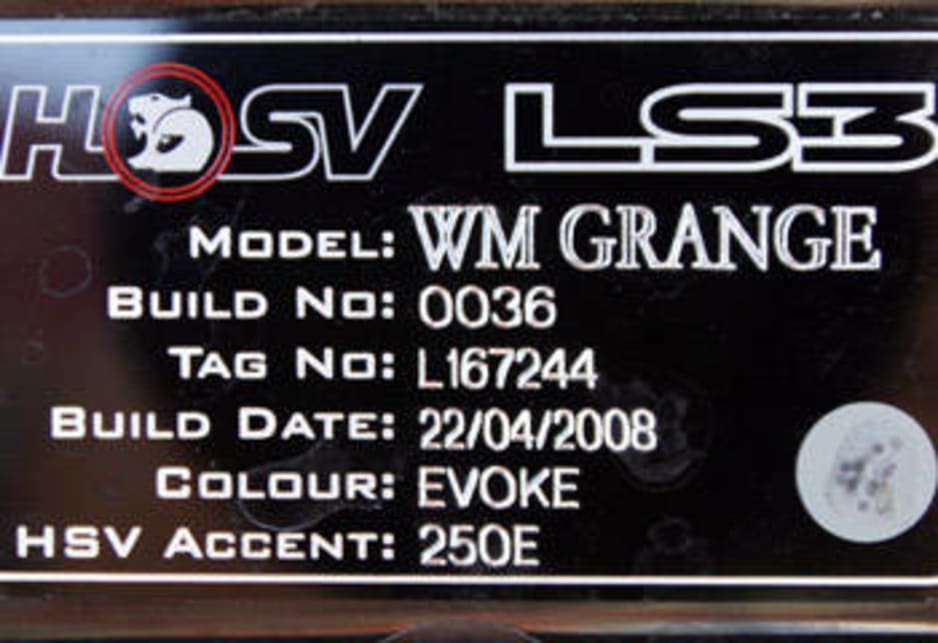 HSV LS3
MODEL: WM GRANGE
BUILD NO: 0036
TAG NO: L167244
BUILD DATE: 22/04/2008
COLOUR: EVOKE
HSV ACCENT: 250E